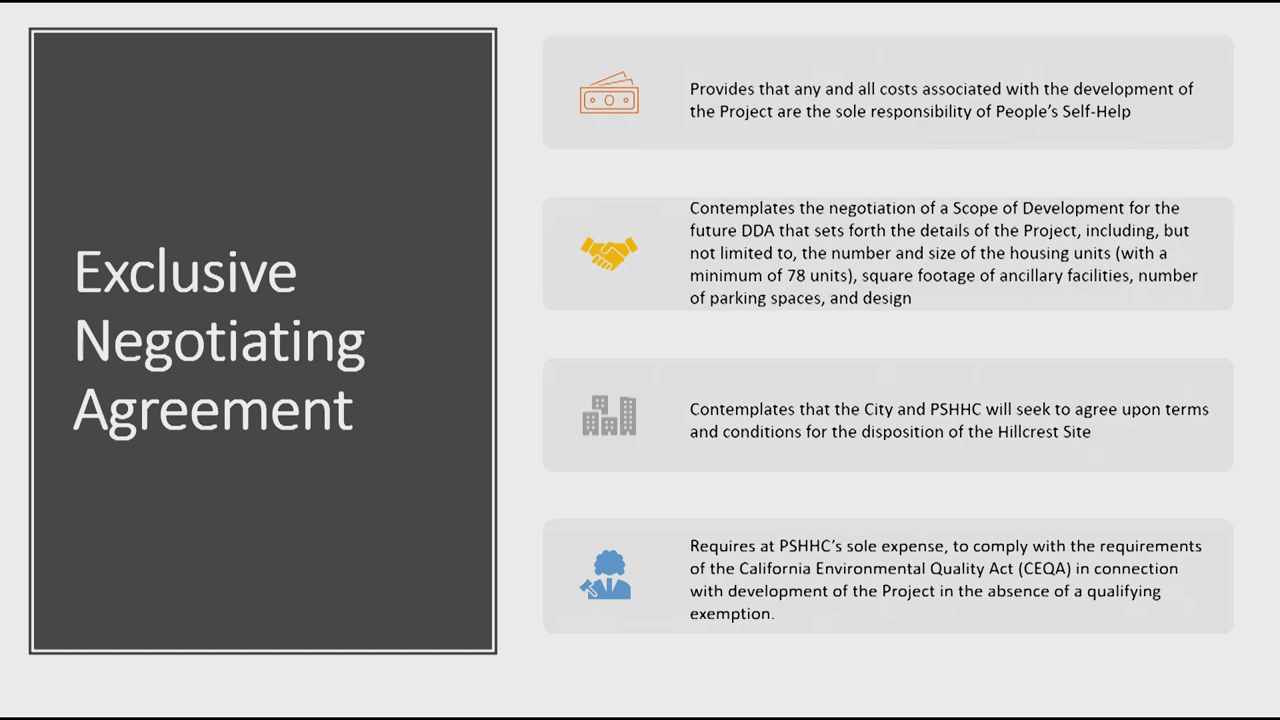 Exclusive
Negotiating
Agreement
Provides that any and all costs associated with the development of
the Project are the sole responsibility of People’s Self-Help
Contemplates the negotiation of a Scope of Development for the
future DDA that sets forth the details of the Project, including, but
not limited to, the number and size of the housing units (with a
minimum of 78 units), square footage of ancillary facilities, number
of parking spaces, and design
Contemplates that the City and PSHHC will seek to agree upon terms
and conditions for the disposition of the Hillcrest Site
Requires at PSHHC’s sole expense, to comply with the requirements
of the California Environmental Quality Act (CEQA) in connection
with development of the Project in the absence of a qualifying
exemption.